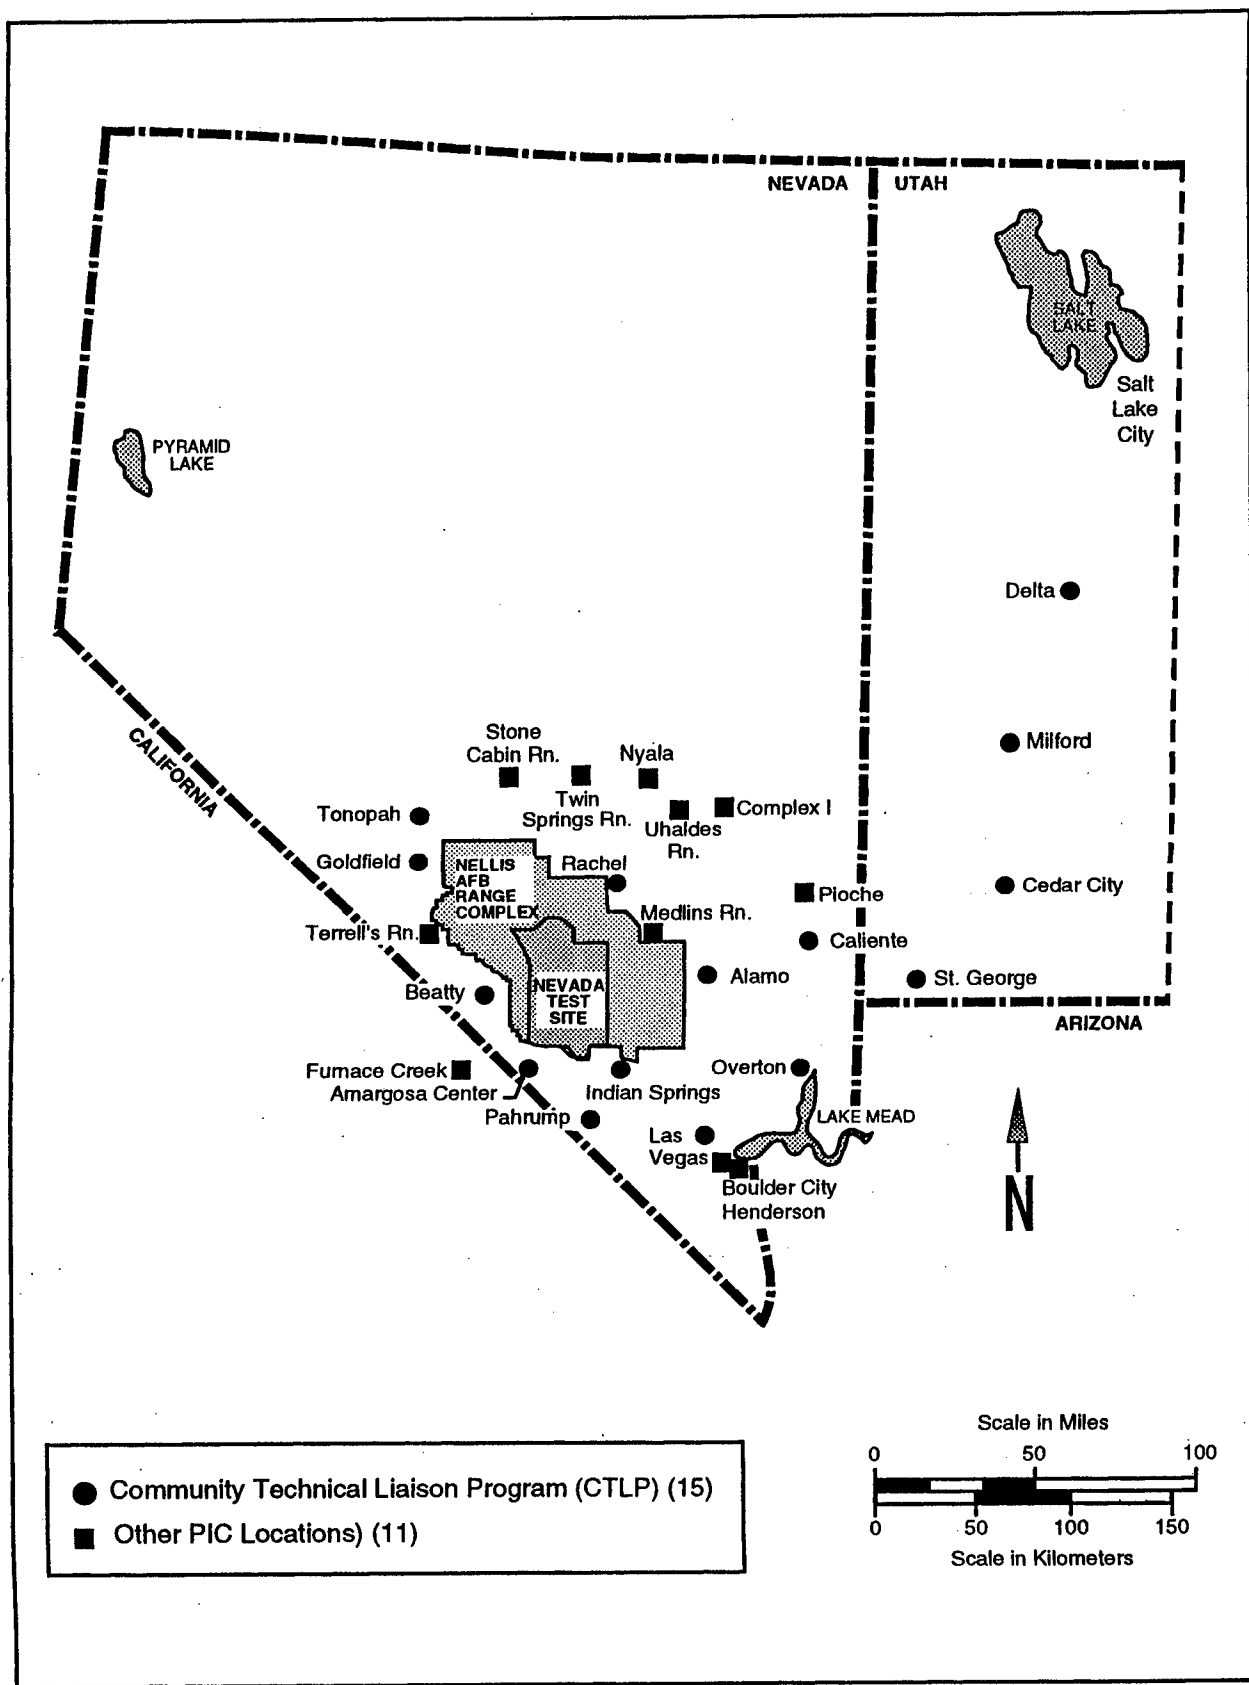 NEVADA
UTAH
SALT
LAKE
Salt
Lake
City
PYRAMID
LAKE
Delta
Milford
CALIFORNIA
Stone
Cabin Rn.
Nyala
Twin
Springs Rn.
Tonopah
Complex I
Uhaldes
Rn.
Goldfield
NELLIS
AFB
RANGE
COMPLEX
Rachel
Cedar City
Pioche
Medlins Rn.
Terrell's Rn.
Caliente
Alamo
St. George
Beatty
NEVADA
TEST
SITE
ARIZONA
Furnace Creek
Amargosa Center
Indian Springs
Overton
Pahrump
LAKE MEAD
Las
Vegas
Boulder City
Henderson
N
Scale in Miles
0 50 100
0 50 100 150
Scale in Kilometers
Community Technical Liaison Program (CTLP) (15)
Other PIC Locations) (11)